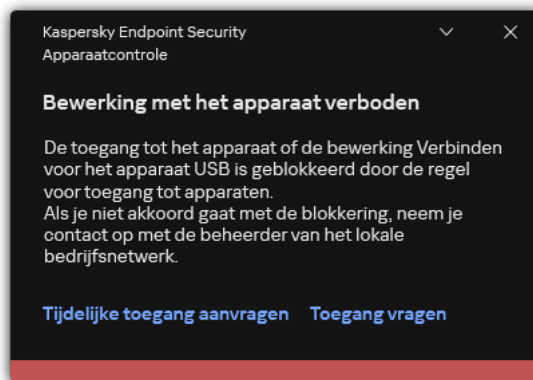 Kaspersky Endpoint Security
Apparaatcontrole
Bewerking met het apparaat verboden
De toegang tot het apparaat of de bewerking Verbinden
voor het apparaat USB is geblokkeerd door de regel
voor toegang tot apparaten.
Als je niet akkoord gaat met de blokkering, neem je
contact op met de beheerder van het lokale
bedrijfsnetwerk.
Tijdelijke toegang aanvragen Toegang vragen